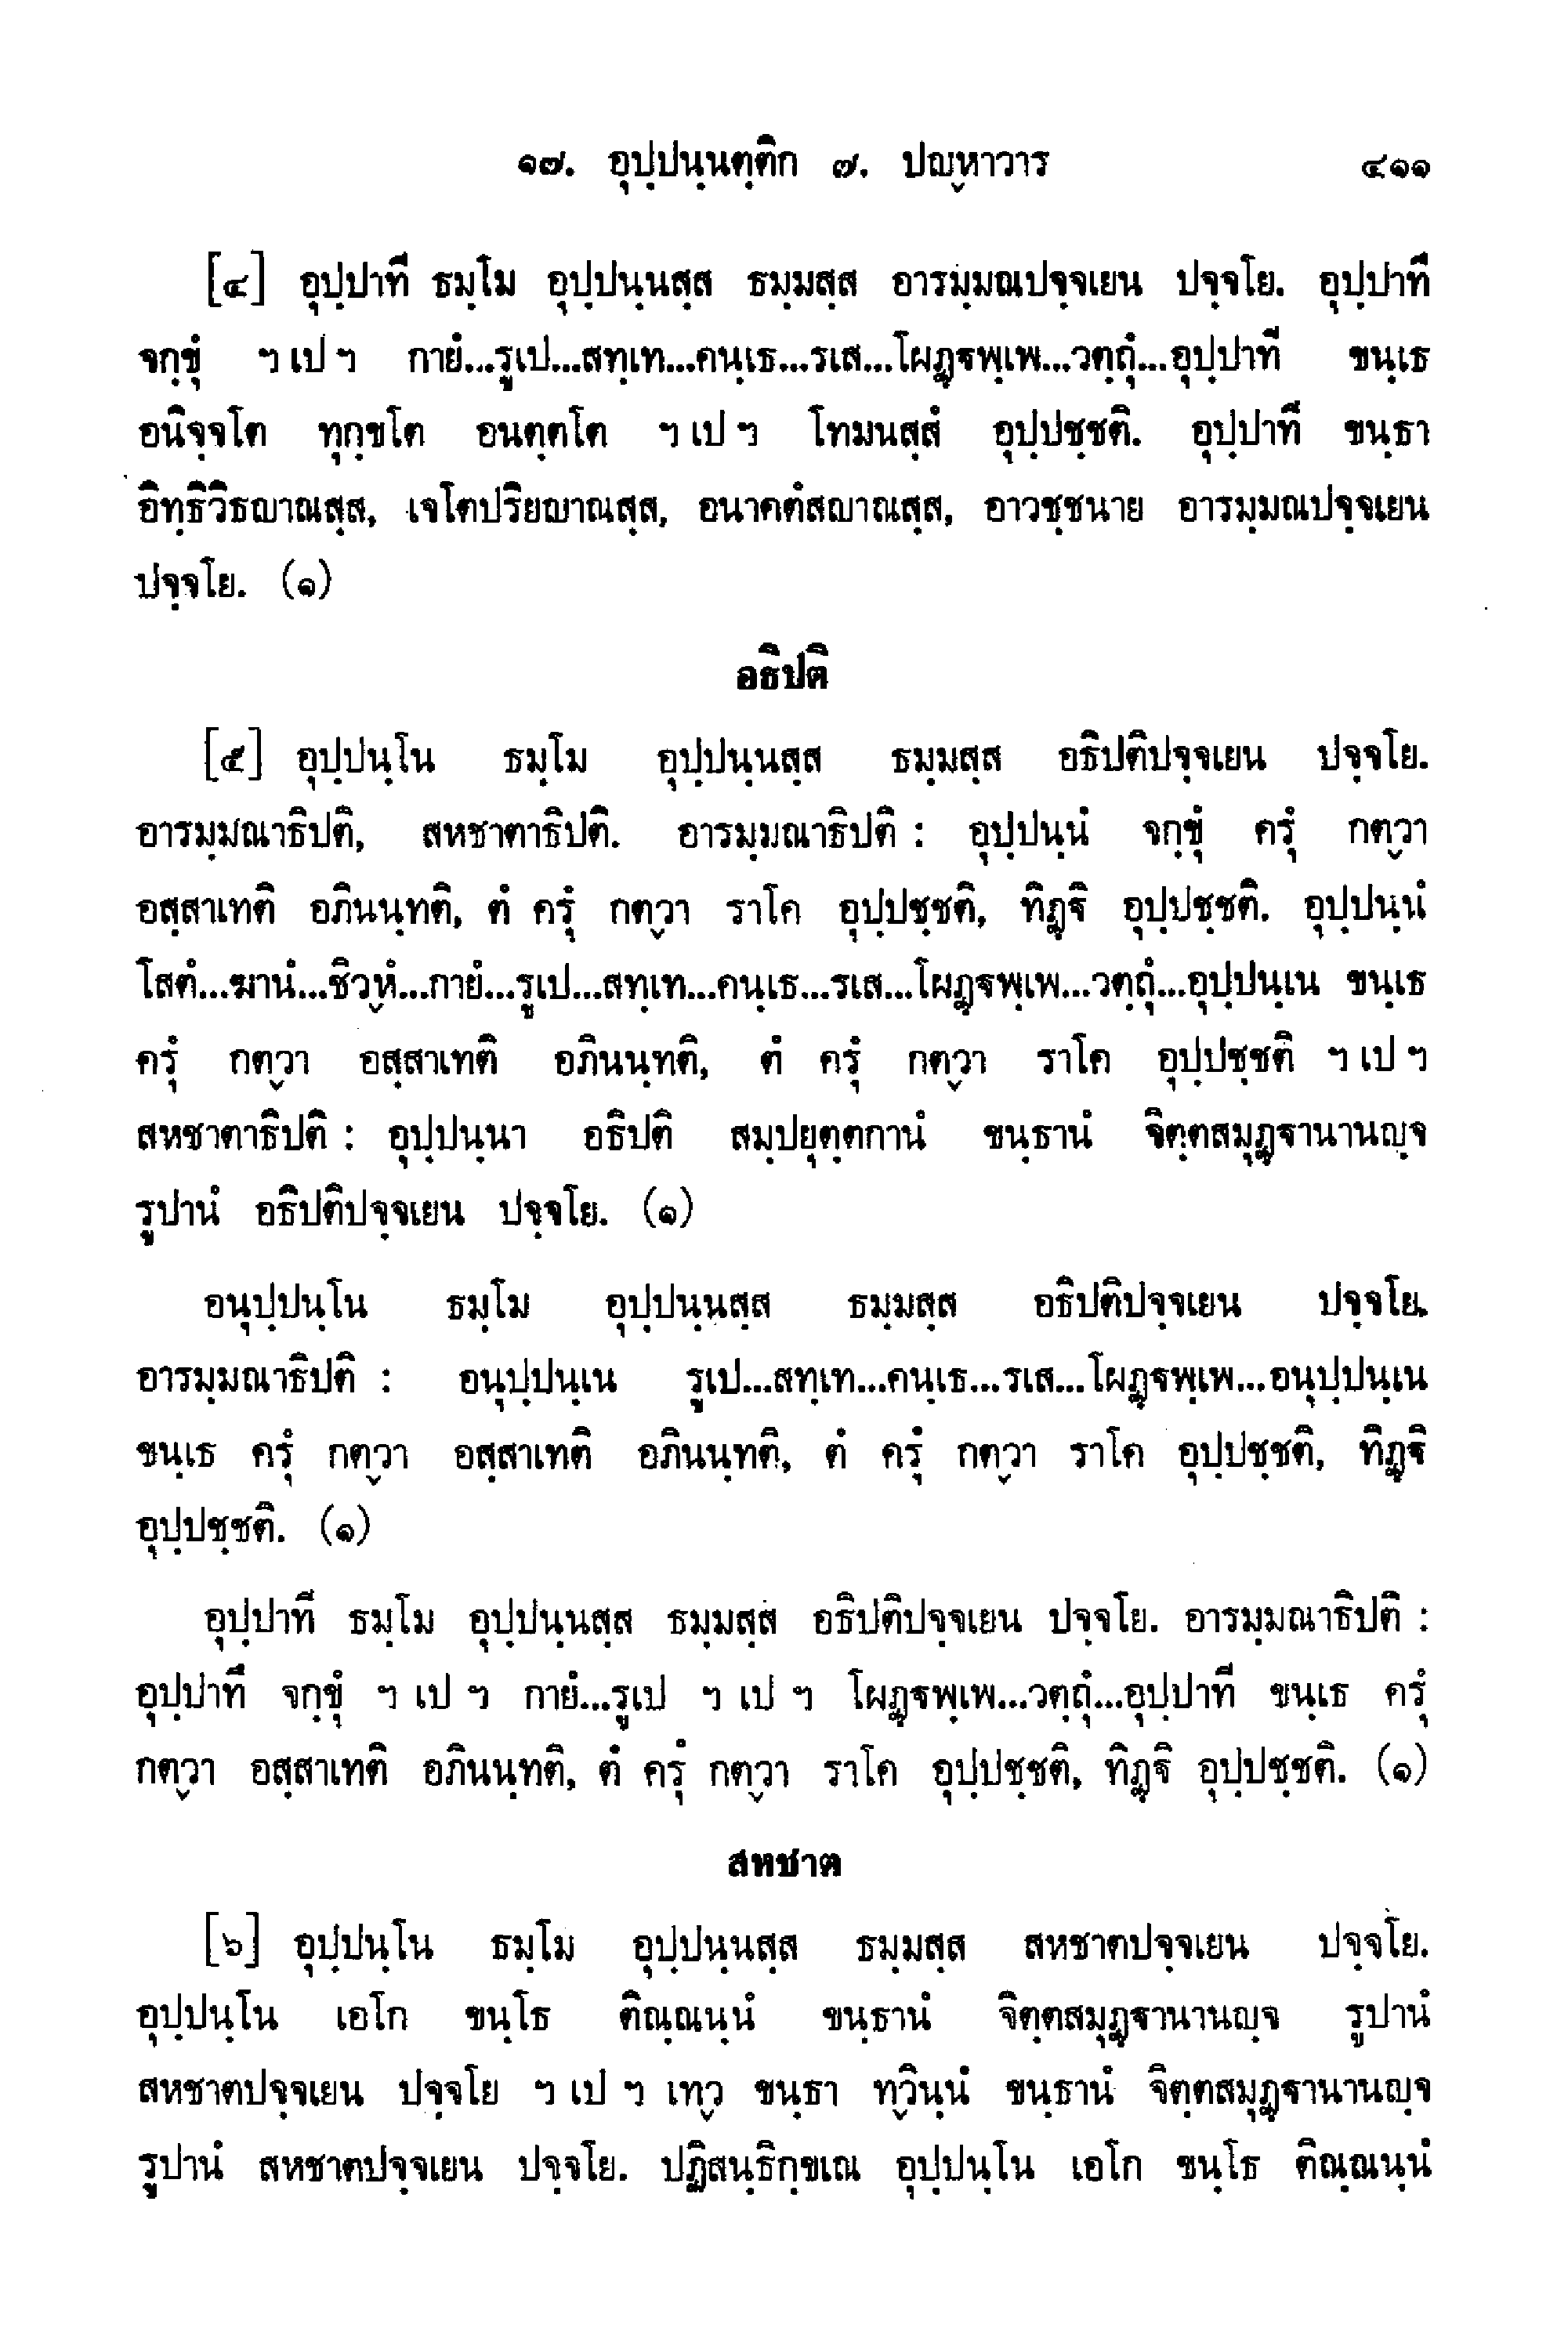 ๑๗. อุปฺปนฺนตฺติก ๗. ปญฺหาวาร ๔๑๑
[๔] อุปฺปาที ธมฺโม อุปฺปนฺนสฺส ธมฺมสฺส อารมฺมณปจฺจเยน ปจฺจโย. อุปฺปาที
จกฺขุํ ฯ เป ฯ กายํ...รูเป...สทฺเท...คนฺเธ...รเส...โผฏฺฐพฺเพ...วตฺถุํ...อุปฺปาที ขนฺเธ
อนิจฺจโต ทุกฺขโต อนตฺตโต ฯ เป ฯ โทมนสฺสํ อุปฺปชฺชติ. อุปฺปาที ขนฺธา
อิทฺธิวิธญาณสฺส, เจโตปริยญาณสฺส, อนาคตํสญาณสฺส, อาวชฺชนาย อารมฺมณปจฺจเยน
ปจฺจโย. (๑)
อธิปติ
[๕] อุปฺปนฺโน ธมฺโม อุปฺปนฺนสฺส ธมฺมสฺส อธิปติปจฺจเยน ปจฺจโย.
อารมฺมณาธิปติ, สหชาตาธิปติ. อารมฺมณาธิปติ : อุปฺปนฺนํ จกฺขุํ ครุํ กตฺวา
อสฺสาเทติ อภินนฺทติ, ตํ ครุํ กตฺวา ราโค อุปฺปชฺชติ, ทิฏฺฐิ อุปฺปชฺชติ. อุปฺปนฺนํ
โสตํ...ฆานํ...ชิวฺหํ...กายํ...รูเป...สทฺเท...คนฺเธ...รเส...โผฏฺฐพฺเพ...วตฺถุํ...อุปฺปนฺเน ขนฺเธ
ครุํ กตฺวา อสฺสาเทติ อภินนฺทติ, ตํ ครุํ กตฺวา ราโค อุปฺปชฺชติ ฯ เป ฯ
สหชาตาธิปติ : อุปฺปนฺนา อธิปติ สมฺปยุตฺตกานํ ขนฺธานํ จิตฺตสมุฏฺฐานานญฺจ
รูปานํ อธิปติปจฺจเยน ปจฺจโย. (๑)
อนุปฺปนฺโน ธมฺโม อุปฺปนฺนสฺส ธมฺมสฺส อธิปติปจฺจเยน ปจฺจโย.
อารมฺมณาธิปติ : อนุปฺปนฺเน รูเป...สทฺเท...คนฺเธ...รเส...โผฏฺฐพฺเพ...อนุปฺปนฺเน
ขนฺเธ ครุํ กตฺวา อสฺสาเทติ อภินนฺทติ, ตํ ครุํ กตฺวา ราโค อุปฺปชฺชติ, ทิฏฺฐิ
อุปฺปชฺชติ. (๑)
อุปฺปาที ธมฺโม อุปฺปนฺนสฺส ธมฺมสฺส อธิปติปจฺจเยน ปจฺจโย. อารมฺมณาธิปติ :
อุปฺปาทึ จกฺขุํ ฯ เป ฯ กายํ...รูเป ฯ เป ฯ โผฏฺฐพฺเพ...วตฺถุํ...อุปฺปาที ขนฺเธ ครุํ
กตฺวา อสฺสาเทติ อภินนฺทติ, ตํ ครุํ กตฺวา ราโค อุปฺปชฺชติ, ทิฏฺฐิ อุปฺปชฺชติ. (๑)
สหชาต
[๖] อุปฺปนฺโน ธมฺโม อุปฺปนฺนสฺส ธมฺมสฺส สหชาตปจฺจเยน ปจฺจโย.
อุปฺปนฺโน เอโก ขนฺโธ ติณฺณนฺนํ ขนฺธานํ จิตฺตสมุฏฺฐานานญฺจ รูปานํ
สหชาตปจฺจเยน ปจฺจโย ฯ เป ฯ เทฺว ขนฺธา ทฺวินฺนํ ขนฺธานํ จิตฺตสมุฏฺฐานานญฺจ
รูปานํ สหชาตปจฺจเยน ปจฺจโย. ปฏิสนฺธิกฺขเณ อุปฺปนฺโน เอโก ขนฺโธ ติณฺณนฺนํ